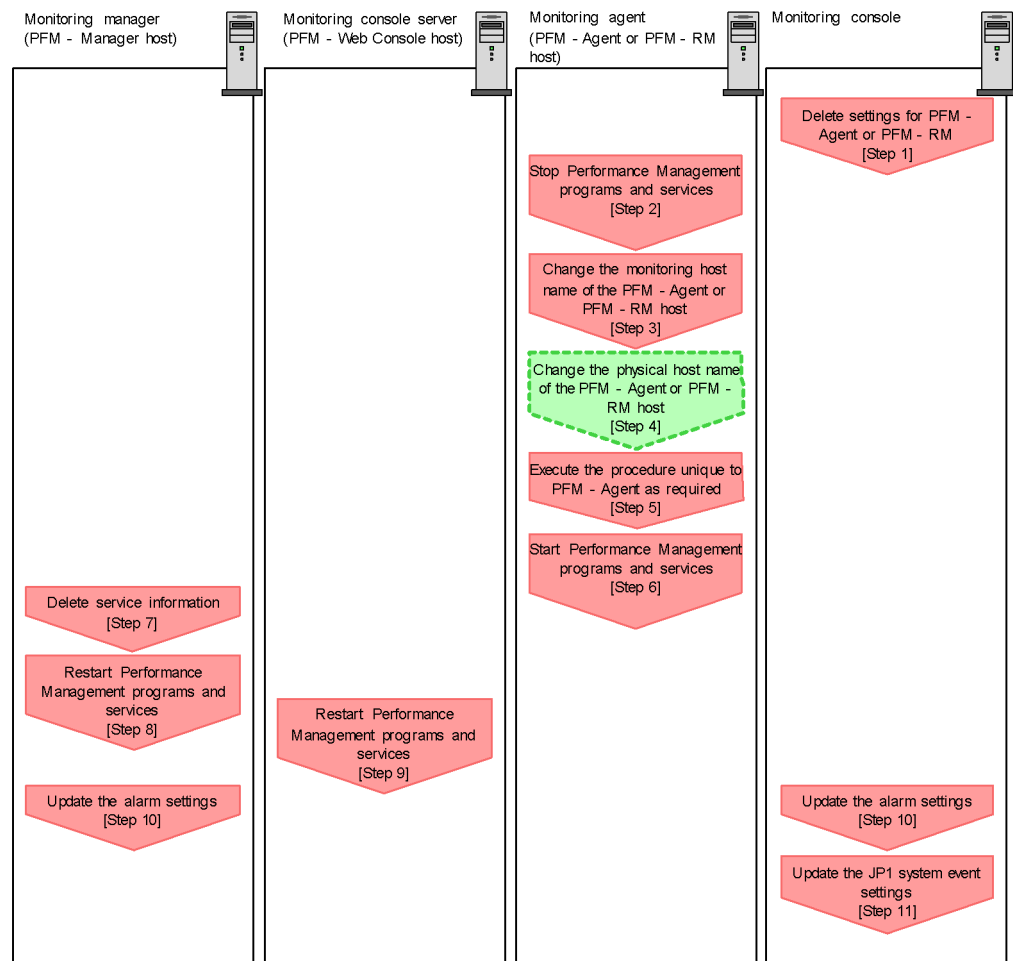 Monitoring manager
(PFM - Manager host)
Monitoring console server
(PFM - Web Console host)
Monitoring agent
(PFM - Agent or PFM - RM
host)
Monitoring console
Delete settings for PFM -
Agent or PFM - RM
[Step 1]
Stop Performance Management
programs and services
[Step 2]
Change the monitoring host
name of the PFM - Agent or
PFM - RM host
[Step 3]
Change the physical host name
of the PFM - Agent or PFM -
RM host
[Step 4]
Execute the procedure unique to
PFM - Agent as required
[Step 5]
Start Performance Management
programs and services
[Step 6]
Delete service information
[Step 7]
Restart Performance
Management programs and
services
[Step 8]
Restart Performance
Management programs and
services
[Step 9]
Update the alarm settings
[Step 10]
Update the alarm settings
[Step 10]
Update the JP1 system event
settings
[Step 11]